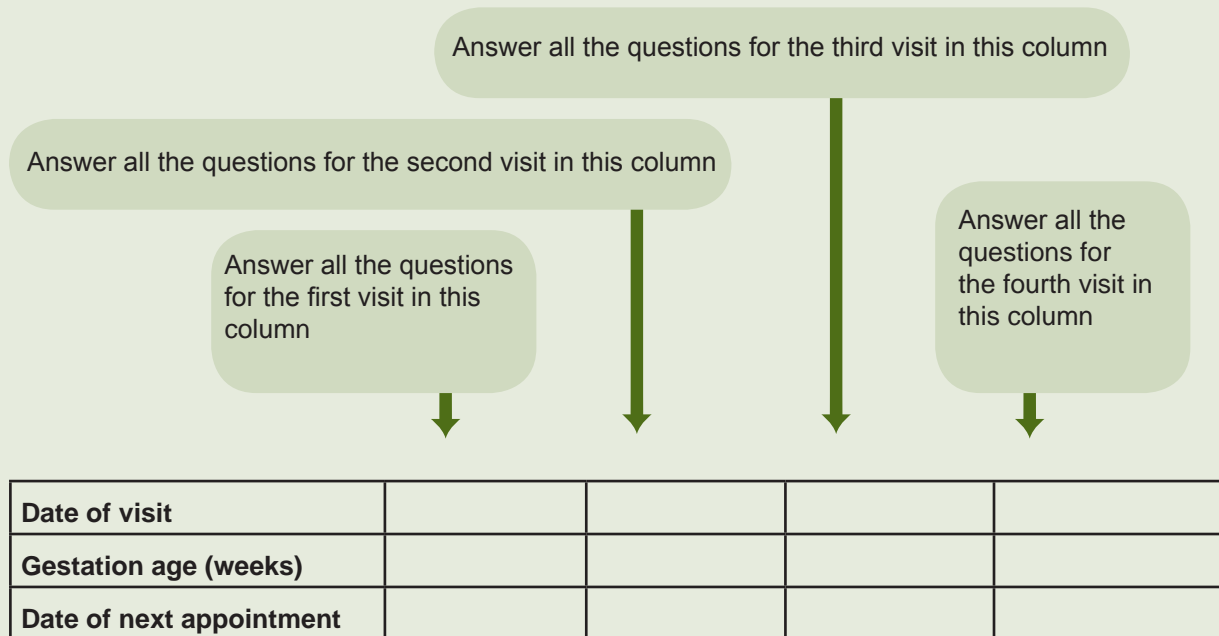 Answer all the questions for the third visit in this column
Answer all the questions for the second visit in this column
Answer all the questions
for the first visit in this
column
Answer all the
questions for
the fourth visit in
this column
Date of visit
Gestation age (weeks)
Date of next appointment